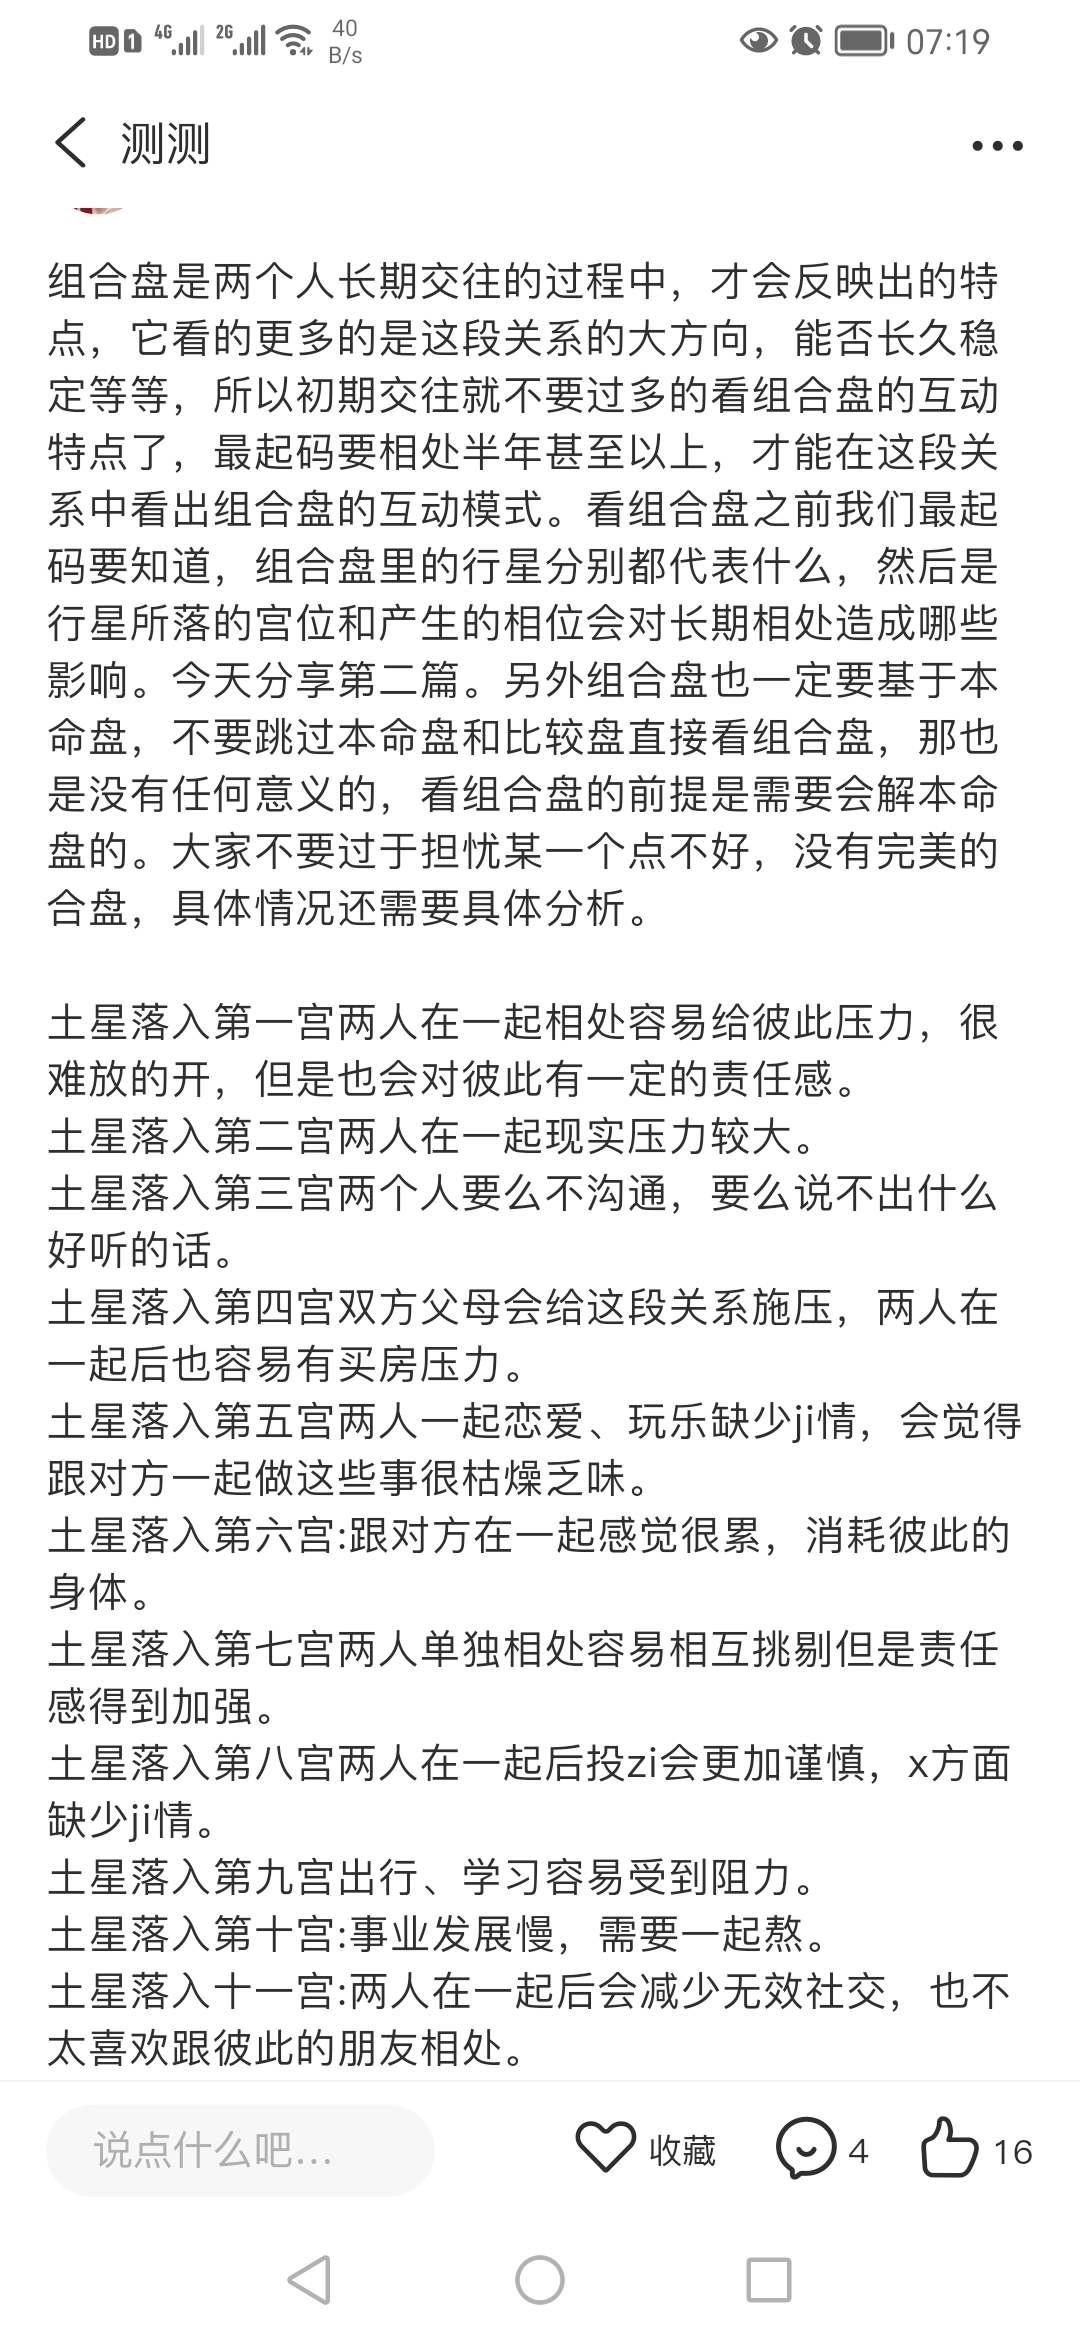 HD 1 4G 2G 40 B/s 07:19
测测
组合盘是两个人长期交往的过程中，才会反映出的特
点，它看的更多的是这段关系的大方向，能否长久稳
定等等，所以初期交往就不要过多的看组合盘的互动
特点了，最起码要相处半年甚至以上，才能在这段关
系中看出组合盘的互动模式。看组合盘之前我们最起
码要知道，组合盘里的行星分别都代表什么，然后是
行星所落的宫位和产生的相位会对长期相处造成哪些
影响。今天分享第二篇。另外组合盘也一定要基于本
命盘，不要跳过本命盘和比较盘直接看组合盘，那也
是没有任何意义的，看组合盘的前提是需要会解本命
盘的。大家不要过于担忧某一个点不好，没有完美的
合盘，具体情况还需要具体分析。
土星落入第一宫两人在一起相处容易给彼此压力，很
难放的开，但是也会对彼此有一定的责任感。
土星落入第二宫两人在一起现实压力较大。
土星落入第三宫两个人要么不沟通，要么说不出什么
好听的话。
土星落入第四宫双方父母会给这段关系施压，两人在
一起后也容易有买房压力。
土星落入第五宫两人一起恋爱、玩乐缺少ji情，会觉得
跟对方一起做这些事很枯燥乏味。
土星落入第六宫:跟对方在一起感觉很累，消耗彼此的
身体。
土星落入第七宫两人单独相处容易相互挑剔但是责任
感得到加强。
土星落入第八宫两人在一起后投zi会更加谨慎，x方面
缺少ji情。
土星落入第九宫出行、学习容易受到阻力。
土星落入第十宫:事业发展慢，需要一起熬。
土星落入十一宫:两人在一起后会减少无效社交，也不
太喜欢跟彼此的朋友相处。
说点什么吧... 收藏 4 16